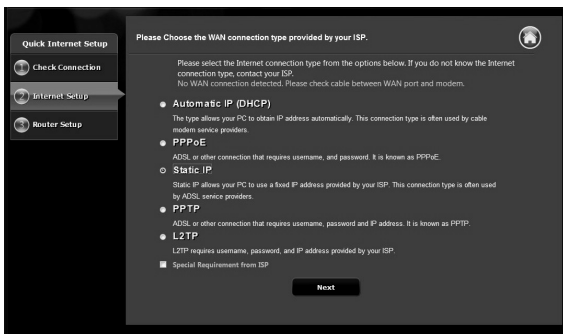 Quick Internet Setup
1 Check Connection
2 Internet Setup
3 Router Setup
Please Choose the WAN connection type provided by your ISP.
Please select the Internet connection type from the options below. If you do not know the Internet
connection type, contact your ISP.
No WAN connection detected. Please check cable between WAN port and modem.
Automatic IP (DHCP)
The type allows your PC to obtain IP address automatically. This connection type is often used by cable
modem service providers.
PPPoE
ADSL or other connection that requires username, and password. It is known as PPPoE.
Static IP
Static IP allows your PC to use a fixed IP address provided by your ISP. This connection type is often used
by ADSL service providers.
PPTP
ADSL or other connection that requires username, password and IP address. It is known as PPTP.
L2TP
L2TP requires username, password, and IP address provided by your ISP.
Special Requirement from ISP
Next